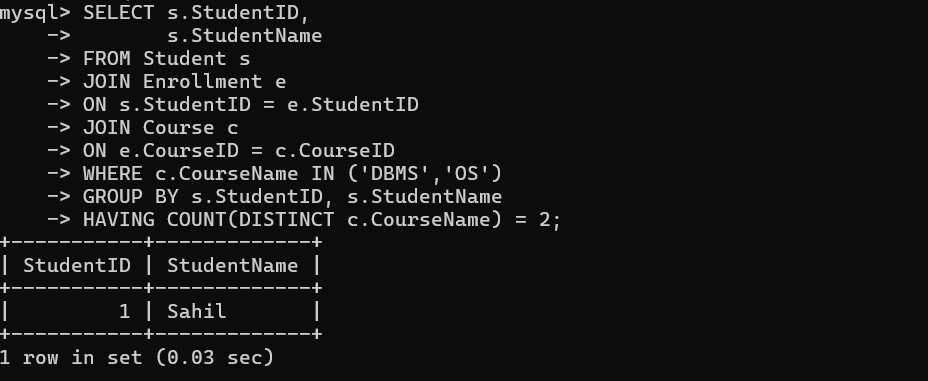 mysql> SELECT s.StudentID,
    ->        s.StudentName
    -> FROM Student s
    -> JOIN Enrollment e
    -> ON s.StudentID = e.StudentID
    -> JOIN Course c
    -> ON e.CourseID = c.CourseID
    -> WHERE c.CourseName IN ('DBMS','OS')
    -> GROUP BY s.StudentID, s.StudentName
    -> HAVING COUNT(DISTINCT c.CourseName) = 2;
+-----------+-------------+
| StudentID | StudentName |
+-----------+-------------+
|         1 | Sahil       |
+-----------+-------------+
1 row in set (0.03 sec)